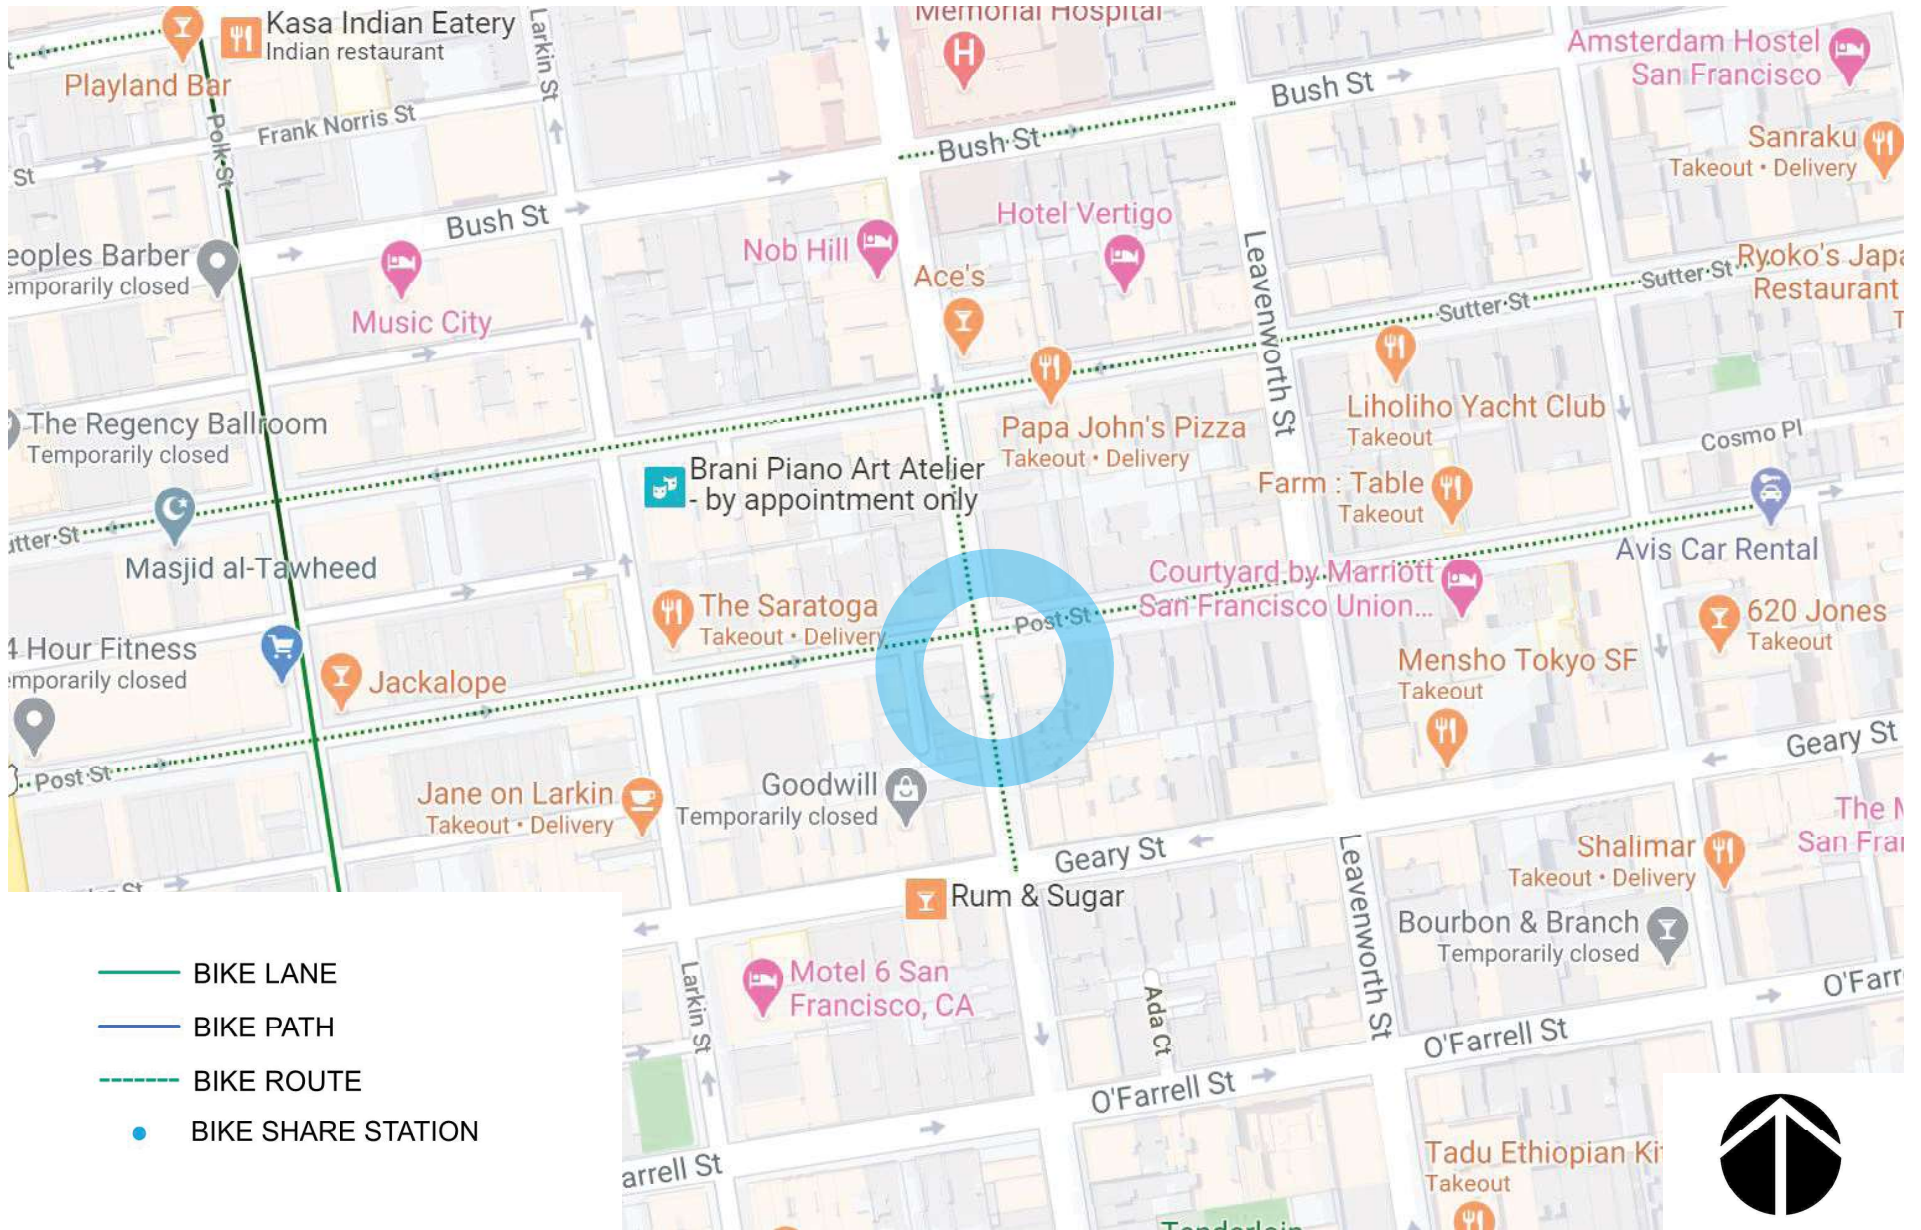 Kasa Indian Eatery
Indian restaurant
Playland Bar
Larkin St
Memorial Hospital
H
Bush St
Amsterdam Hostel
San Francisco
Frank Norris St
Polk St
St
Bush St
Sanraku
Takeout • Delivery
Bush St
eoples Barber
emporarily closed
Music City
Nob Hill
Hotel Vertigo
Ace's
Leavenworth St
Sutter St
Sutter St
Ryoko's Japa
Restaurant
T
The Regency Ballroom
Temporarily closed
Papa John's Pizza
Takeout • Delivery
Liholiho Yacht Club
Takeout
Cosmo Pl
Brani Piano Art Atelier
- by appointment only
Farm : Table
Takeout
utter St
Masjid al-Tawheed
Avis Car Rental
Courtyard by Marriott
San Francisco Union...
The Saratoga
Takeout • Delivery
Post St
620 Jones
Takeout
4 Hour Fitness
emporarily closed
Jackalope
Mensho Tokyo SF
Takeout
Post St
Geary St
Jane on Larkin
Takeout • Delivery
Goodwill
Temporarily closed
The M
San Fran
Geary St
Leavenworth St
Shalimar
Takeout • Delivery
St
Rum & Sugar
Bourbon & Branch
Temporarily closed
Larkin St
Motel 6 San
Francisco, CA
Ada Ct
O'Farr
O'Farrell St
O'Farrell St
arrell St
Tadu Ethiopian Ki
Takeout
Tenderloin
BIKE LANE
BIKE PATH
BIKE ROUTE
BIKE SHARE STATION